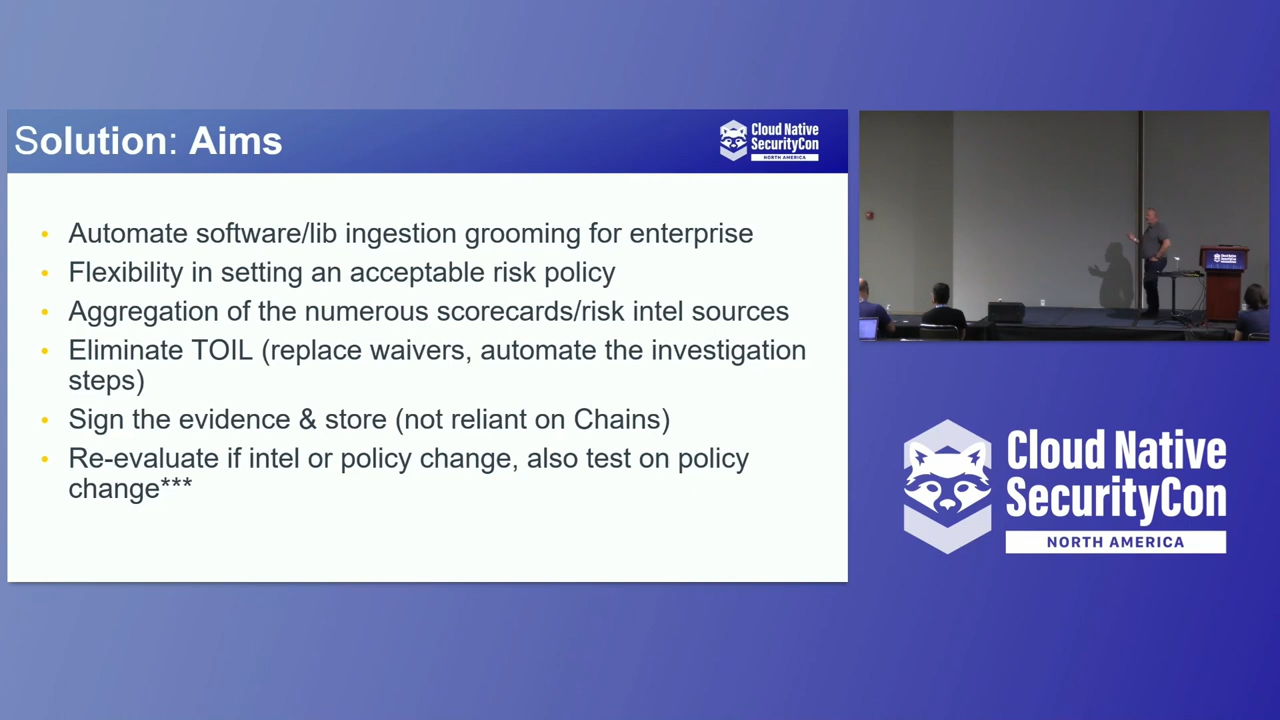 Solution: Aims
Cloud Native
SecurityCon
NORTH AMERICA
• Automate software/lib ingestion grooming for enterprise
• Flexibility in setting an acceptable risk policy
• Aggregation of the numerous scorecards/risk intel sources
• Eliminate TOIL (replace waivers, automate the investigation
steps)
• Sign the evidence & store (not reliant on Chains)
• Re-evaluate if intel or policy change, also test on policy
change***
Cloud Native
SecurityCon
NORTH AMERICA